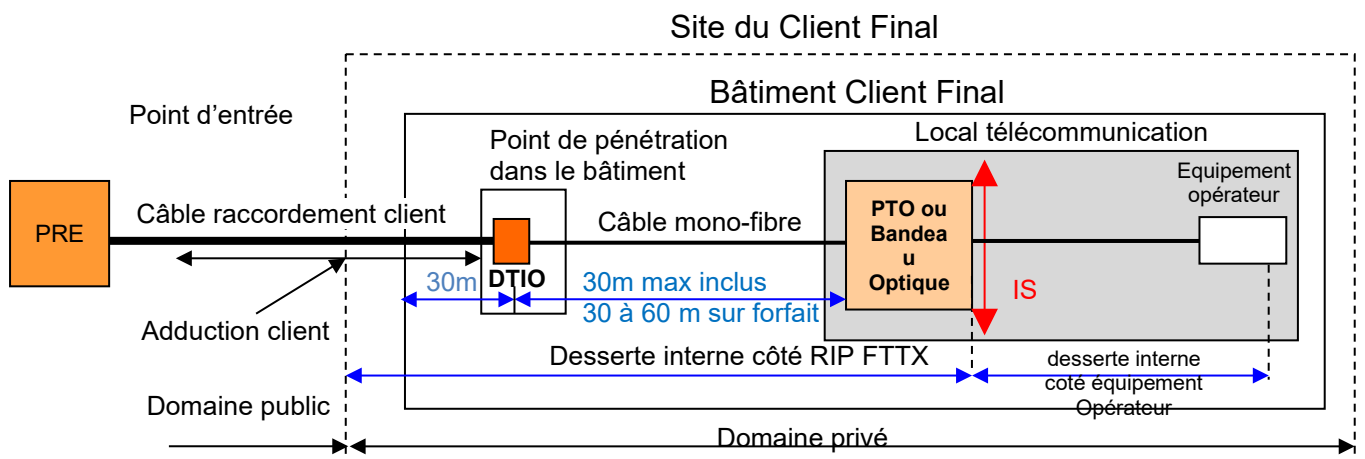 Site du Client Final
Bâtiment Client Final
Point d'entrée
Point de pénétration
dans le bâtiment
Local télécommunication
Equipement
opérateur
PRE
Câble raccordement client
Câble mono-fibre
PTO ou
Bandea
u
Optique
30m
DTIO
30m max inclus
30 à 60 m sur forfait
IS
Adduction client
Desserte interne côté RIP FTTX
desserte interne
coté équipement
Opérateur
Domaine public
Domaine privé